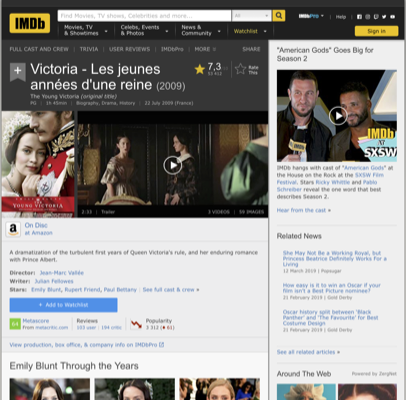 IMDb
Find Movies, TV shows, Celebrities and more...
All
IMDbPro
Help
Movies, TV
& Showtimes
Celebs, Events
& Photos
News &
Community
Watchlist
Sign in
FULL CAST AND CREW | TRIVIA | USER REVIEWS | IMDbPro | MORE
SHARE
Victoria - Les jeunes
années d'une reine (2009)
The Young Victoria (original title)
PG | 1h 45min | Biography, Drama, History | 22 July 2009 (France)
7,3
Rate
This
YOUNG VICTORIA
2:33 | Trailer
3 VIDEOS | 59 IMAGES
On Disc
at Amazon
A dramatization of the turbulent first years of Queen Victoria's rule, and her enduring romance
with Prince Albert.
Director: Jean-Marc Vallée
Writer: Julian Fellowes
Stars: Emily Blunt, Rupert Friend, Paul Bettany | See full cast & crew »
+ Add to Watchlist
64
Metascore
From metacritic.com
Reviews
103 user | 194 critic
Popularity
3 312 ( 61)
View production, box office, & company info on IMDbPro
Emily Blunt Through the Years
"American Gods" Goes Big for
Season 2
IMDb
at
SXSW
IMDb hangs with cast of "American Gods" at
the House on the Rock at the SXSW Film
Festival. Stars Ricky Whittle and Pablo
Schreiber reveal the one word that best
describes Season 2.
Hear from the cast »
Related News
She May Not Be a Working Royal, but
Princess Beatrice Definitely Works For a
Living
12 March 2019 | Popsugar
How easy is it to win an Oscar if your
film isn't a Best Picture nominee?
21 February 2019 | Gold Derby
Oscar history split between 'Black
Panther' and 'The Favourite' for Best
Costume Design
21 February 2019 | Gold Derby
See all related articles »
Around The Web
Powered by ZergNet